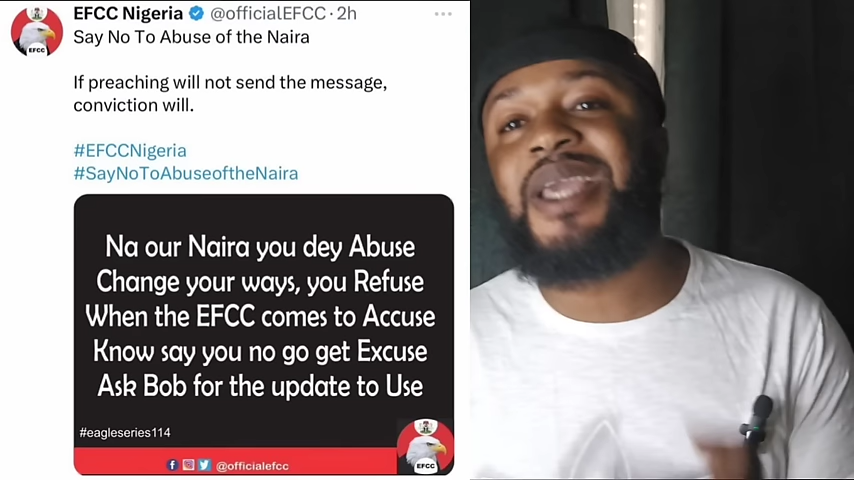 EFCC Nigeria @officialEFCC · 2h
Say No To Abuse of the Naira
If preaching will not send the message,
conviction will.
#EFCCNigeria
#SayNoToAbuseoftheNaira
Na our Naira you dey Abuse
Change your ways, you Refuse
When the EFCC comes to Accuse
Know say you no go get Excuse
Ask Bob for the update to Use
#eagleseries114
@officialefcc
EFCC
EFCC